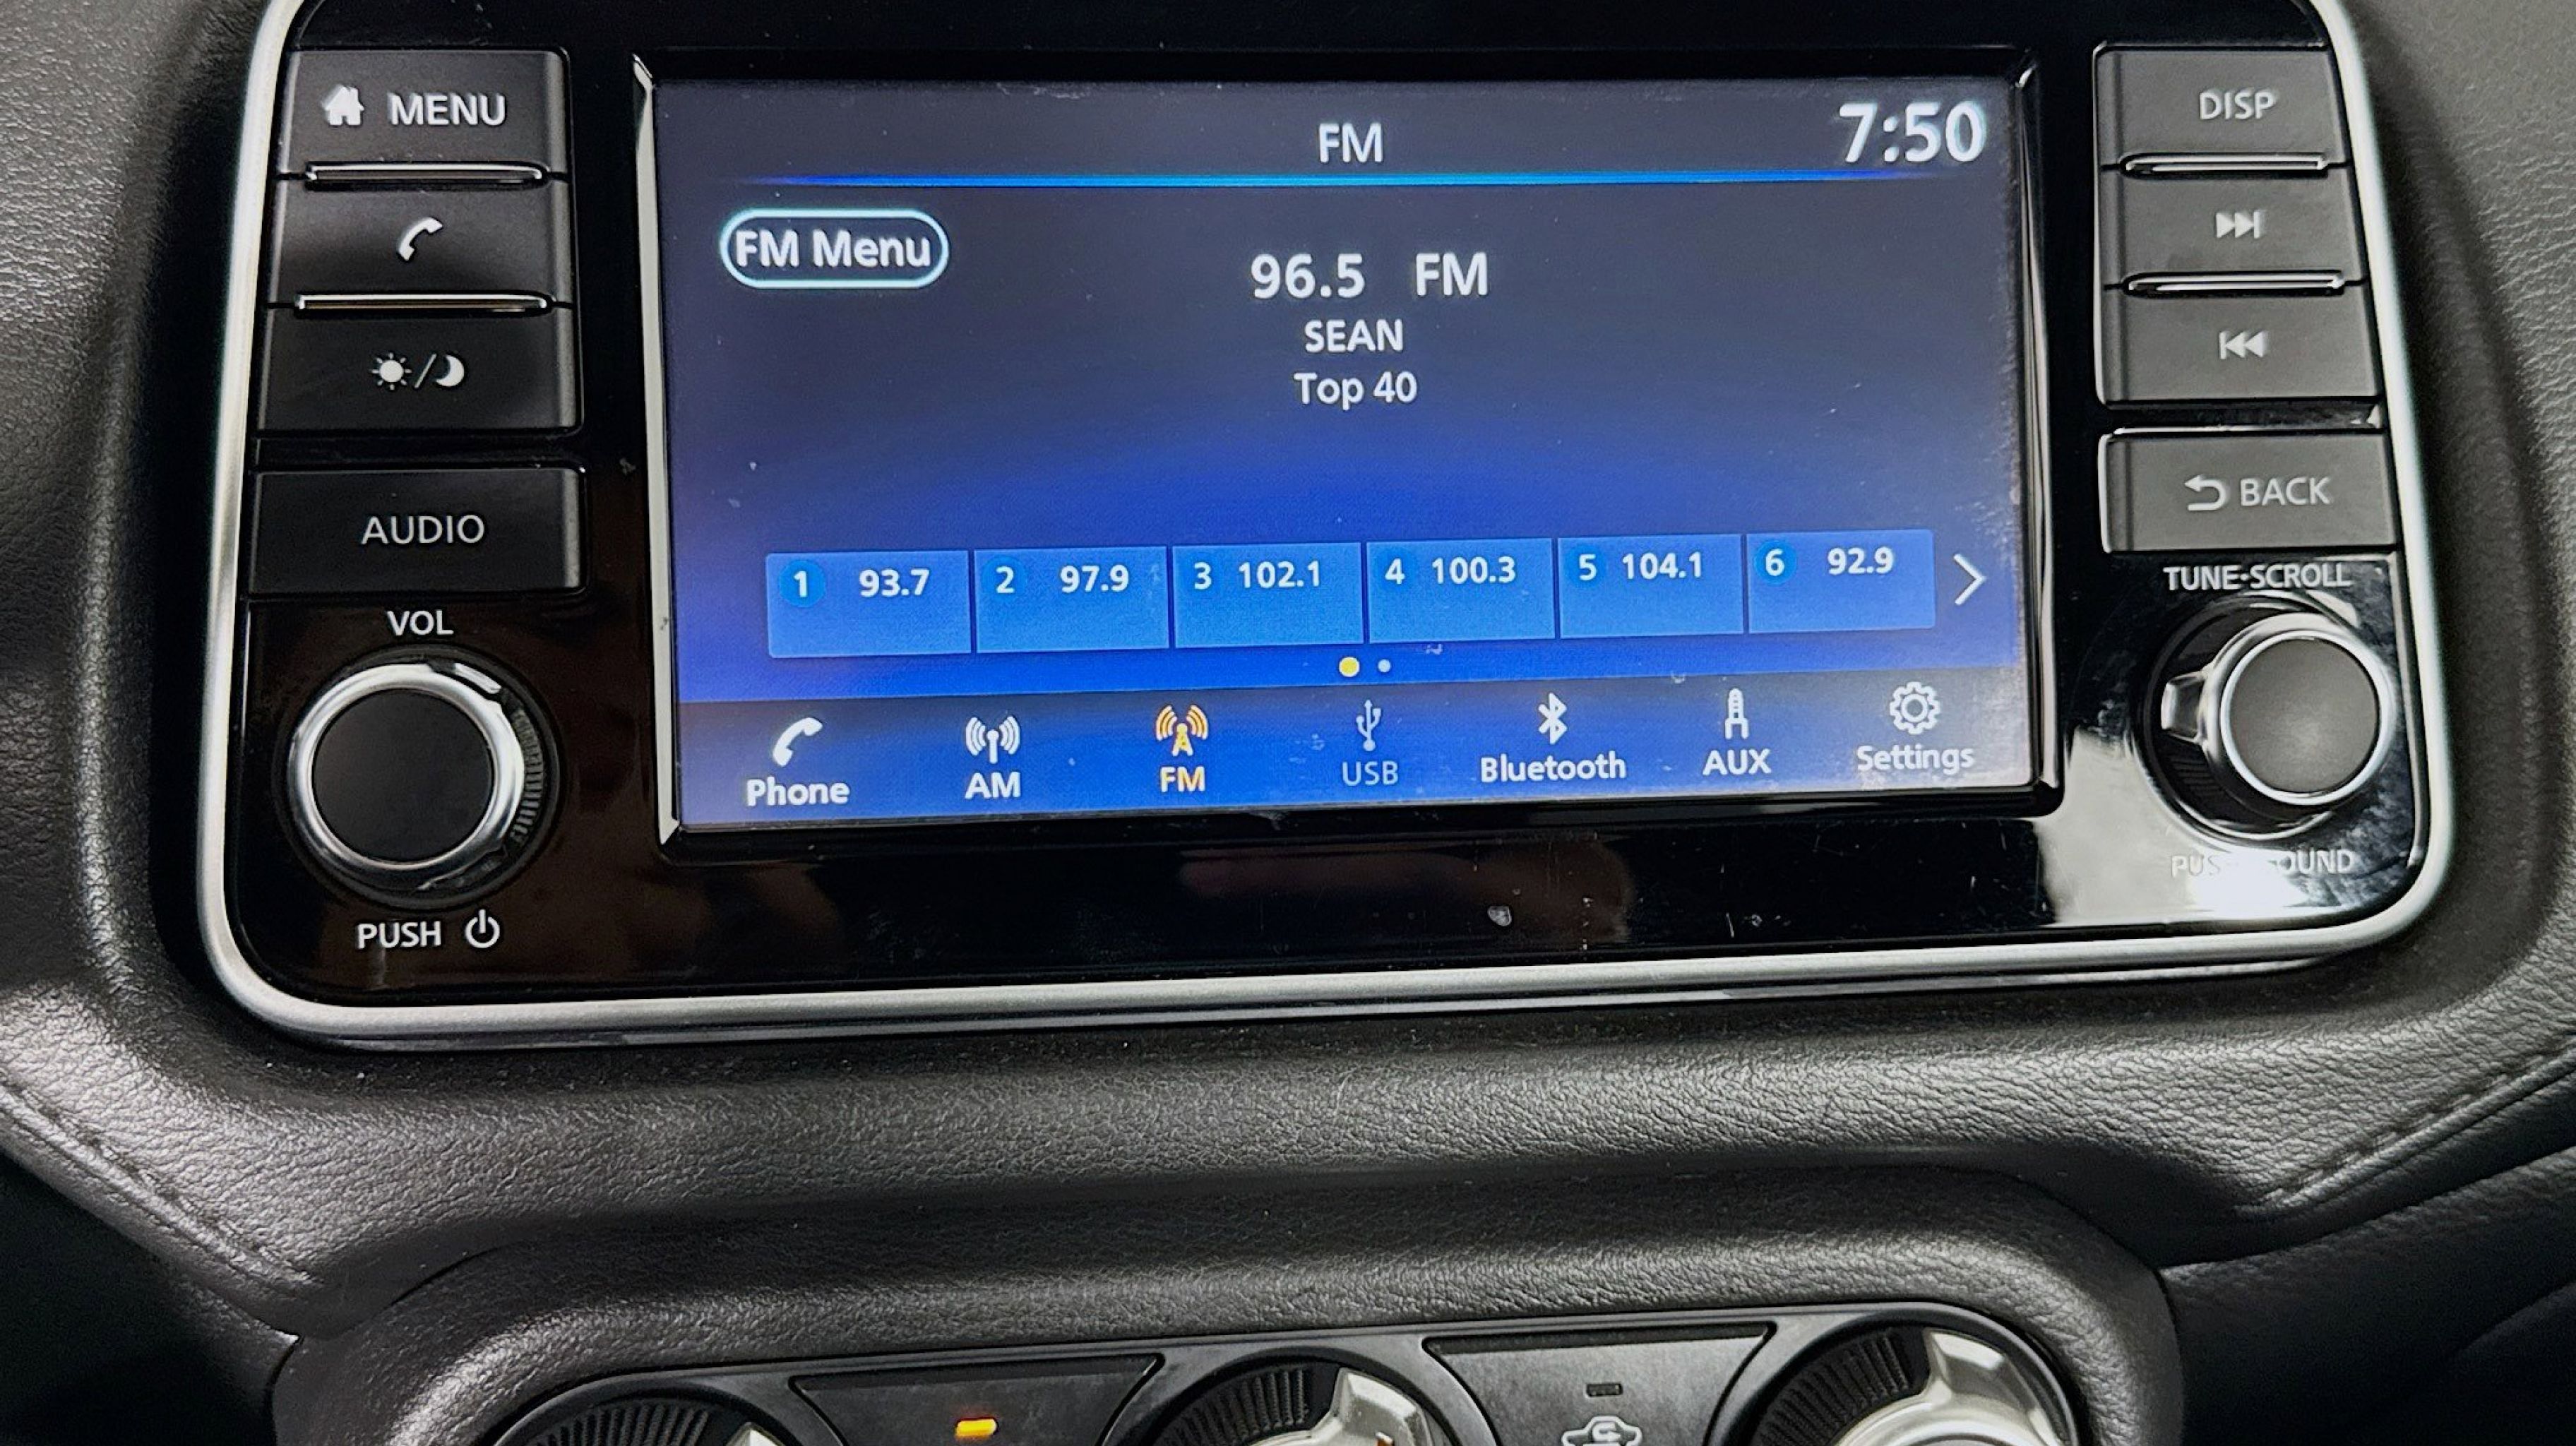 MENU
DISP
FM
7:50
FM Menu
96.5 FM
SEAN
Top 40
AUDIO
BACK
1 93.7
2 97.9
3 102.1
4 100.3
5 104.1
6 92.9
VOL
TUNE·SCROLL
Phone
AM
FM
USB
Bluetooth
AUX
Settings
PUSH